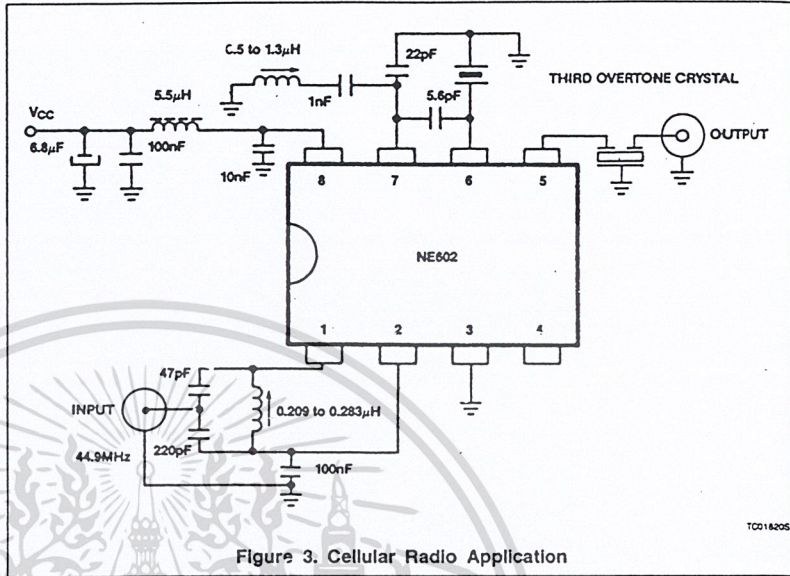 0.5 to 1.3μH
22pF
THIRD OVERTONE CRYSTAL
1nF
5.6pF
5.5μH
VCC
OUTPUT
6.8μF
100nF
10nF
8
7
6
5
NE602
1
2
3
4
47pF
INPUT
0.209 to 0.283μH
220pF
44.9MHz
100nF
TC01820S
Figure 3. Cellular Radio Application